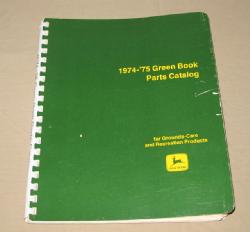 1974-'75 Green Book
Parts Catalog
for Grounds-Care
and Recreation Products
JOHN DEERE